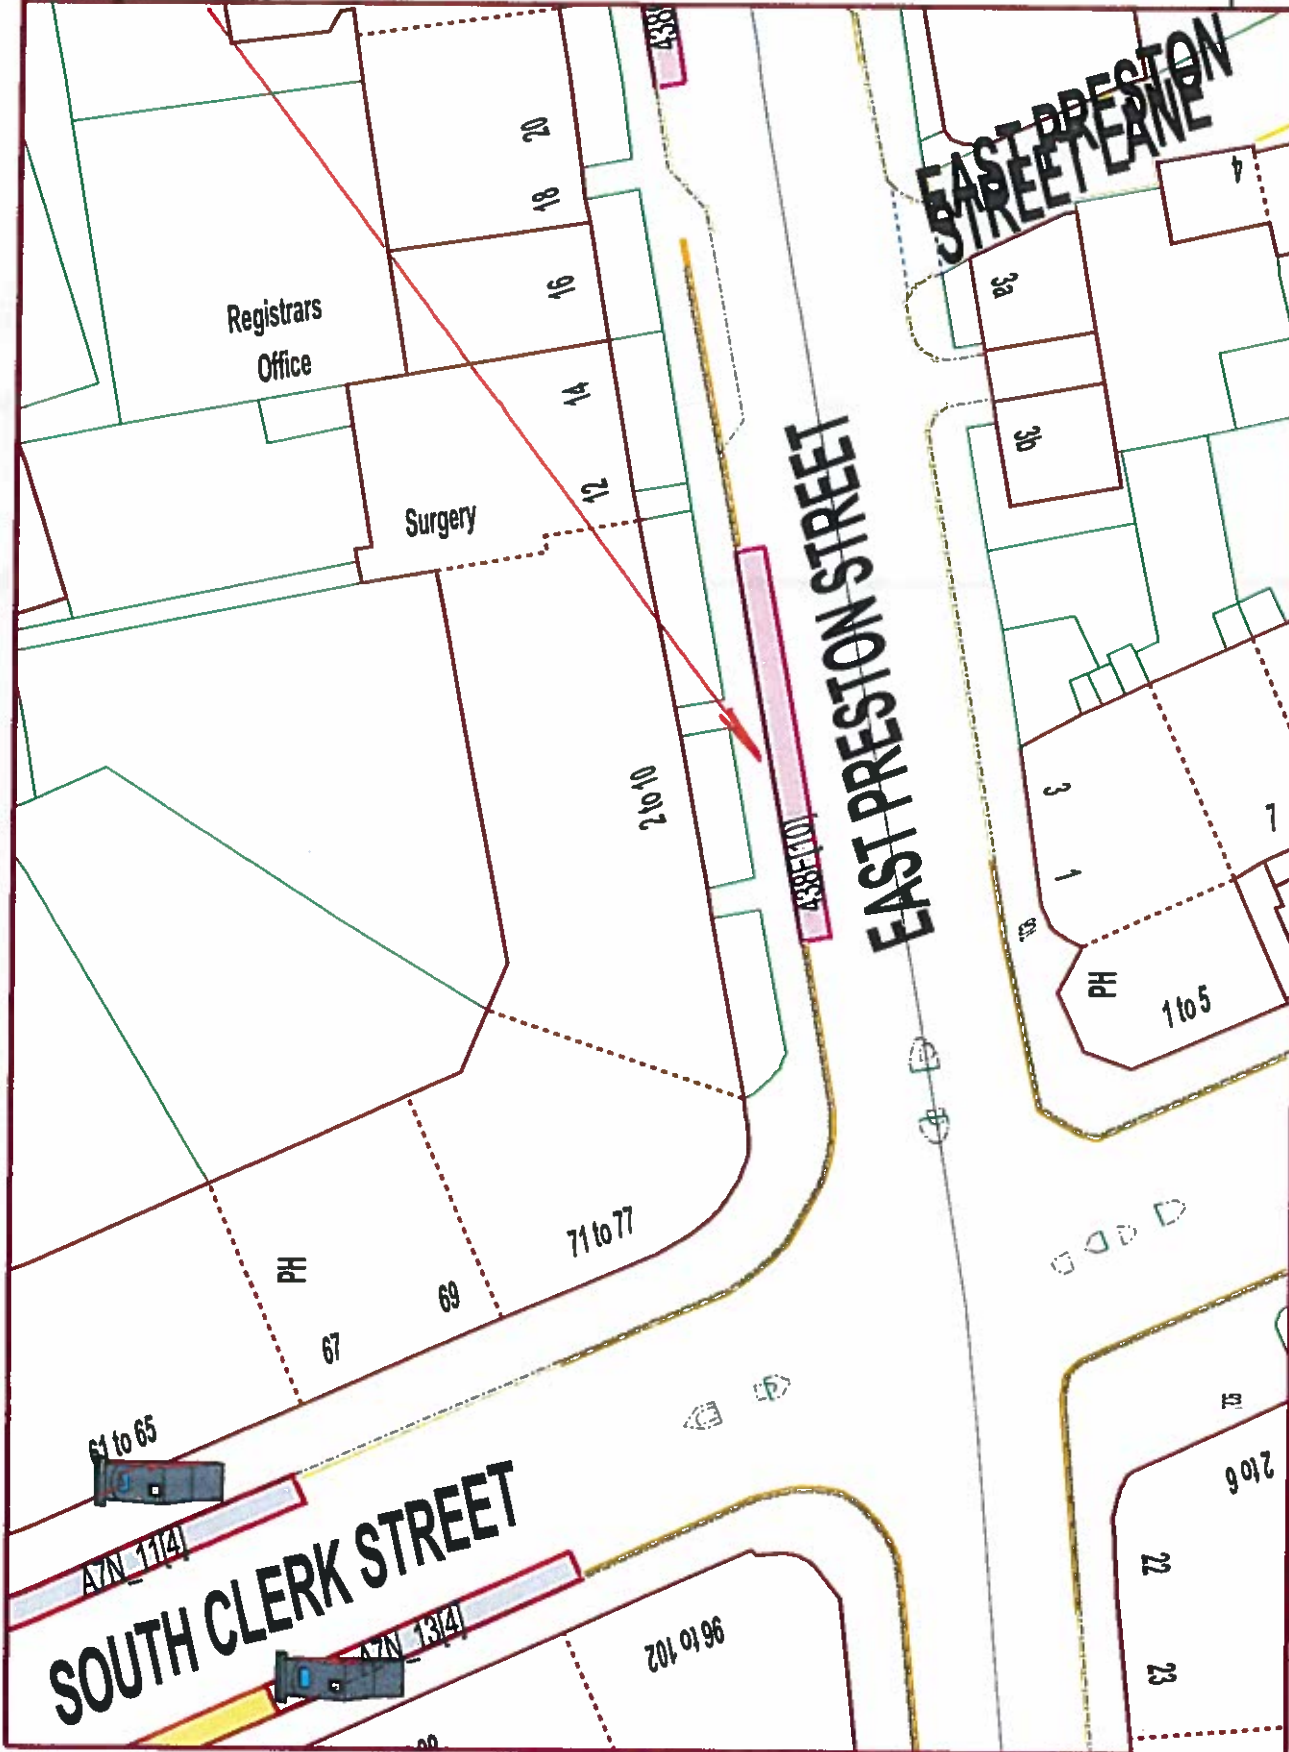 438
20
18
16
14
12
Registrars
Office
Surgery
2 to 10
EAST PRESTON
STREET LANE
4
3a
3b
EAST PRESTON STREET
438F[10]
3
1
7
PH
1 to 5
71 to 77
PH
69
67
61 to 65
A7N_11[4]
SOUTH CLERK STREET
A7N_13[4]
96 to 102
2 to 6
22
23